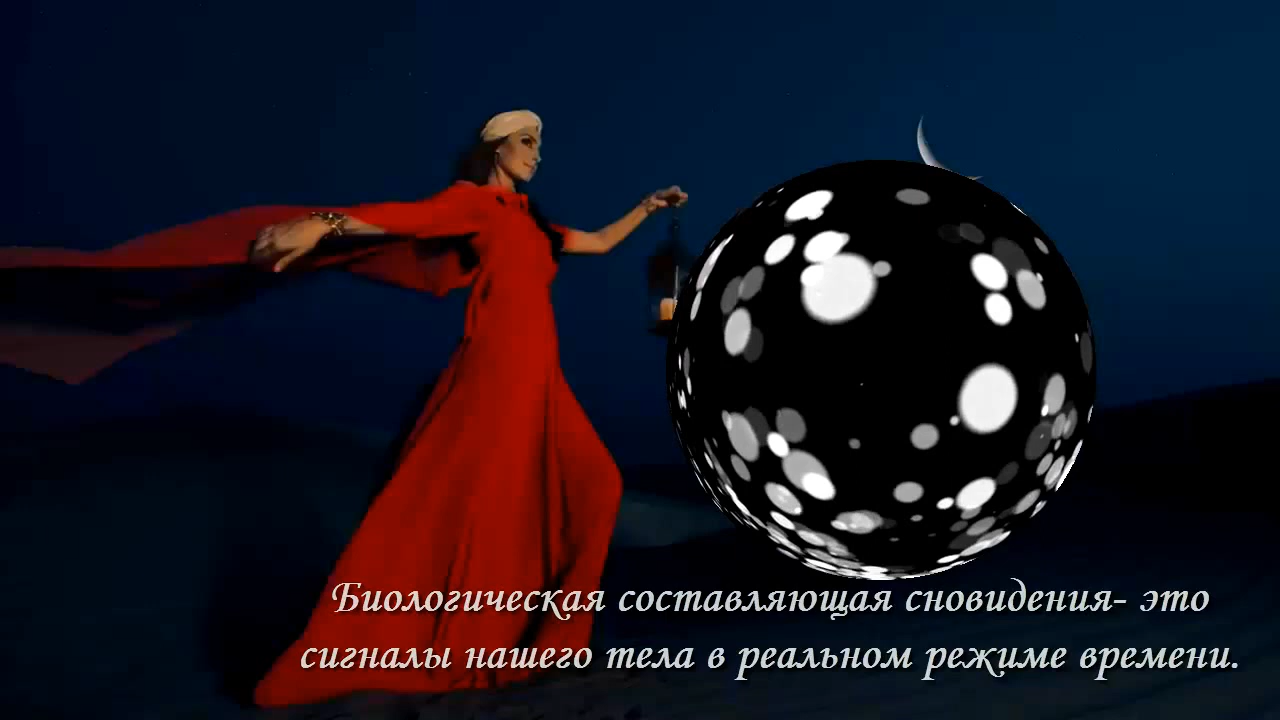 Биологическая составляющая сновидения- это
сигналы нашего тела в реальном режиме времени.